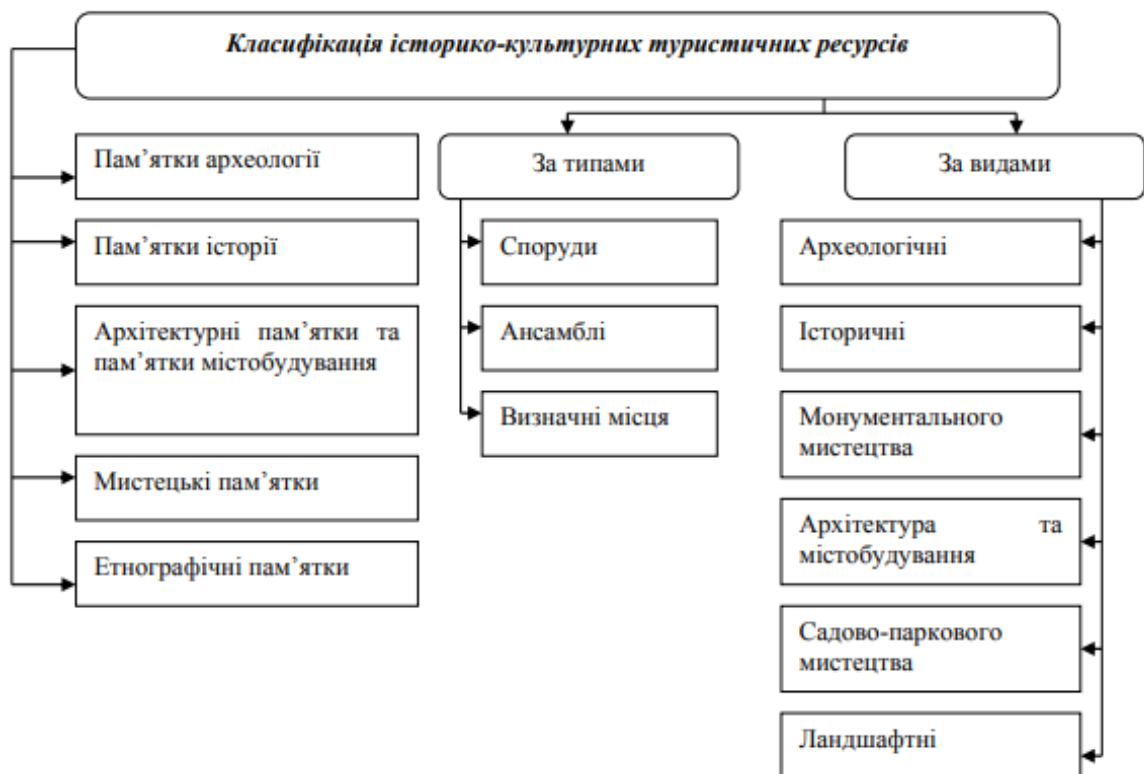 Класифікація історико-культурних туристичних ресурсів
Пам’ятки археології
Пам’ятки історії
Архітектурні пам’ятки та
пам’ятки містобудування
Мистецькі пам’ятки
Етнографічні пам’ятки
За типами
Споруди
Ансамблі
Визначні місця
За видами
Археологічні
Історичні
Монументального
мистецтва
Архітектура та
містобудування
Садово-паркового
мистецтва
Ландшафтні